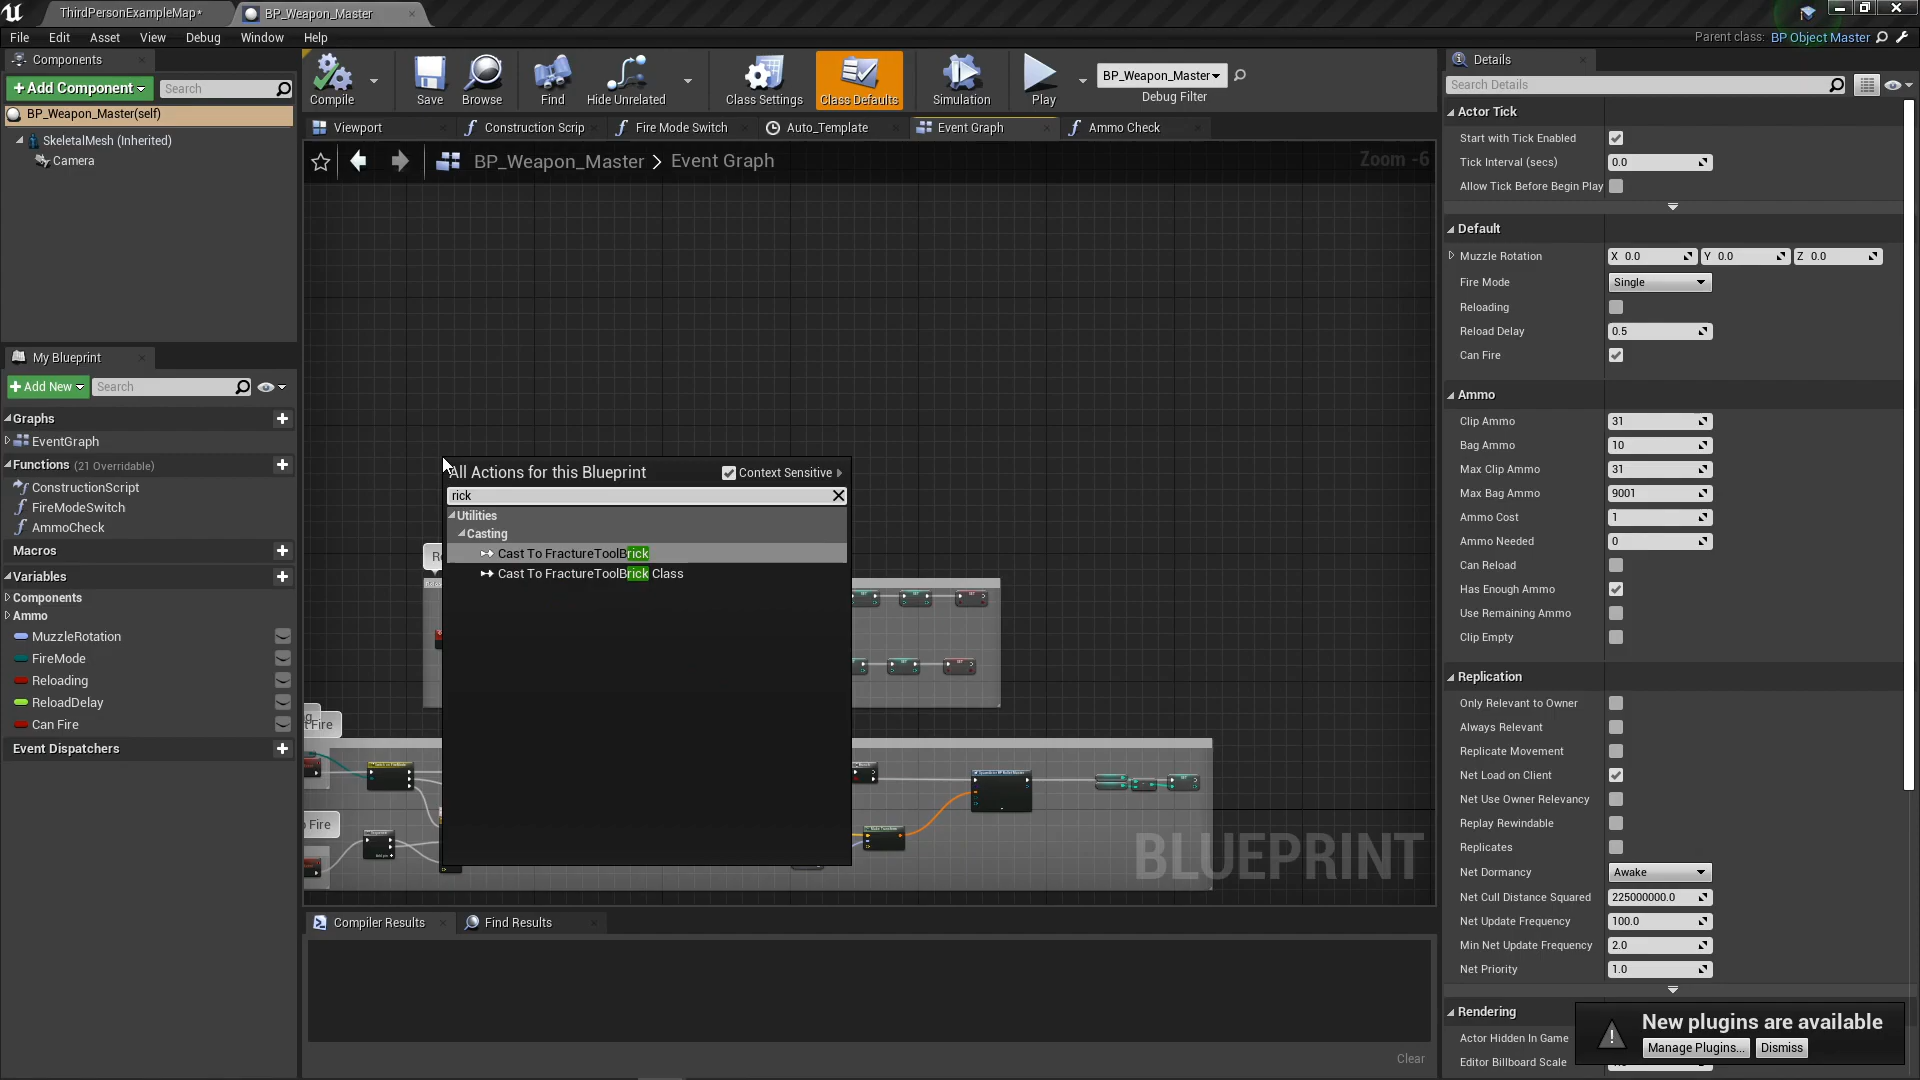 ThirdPersonExampleMap*
BP_Weapon_Master
File Edit Asset View Debug Window Help
Parent class: BP Object Master
Components
+Add Component
Search
BP_Weapon_Master(self)
SkeletalMesh (Inherited)
Camera
My Blueprint
+Add New
Search
Graphs
EventGraph
Functions (21 Overridable)
ConstructionScript
FireModeSwitch
AmmoCheck
Macros
Variables
Components
Ammo
MuzzleRotation
FireMode
Reloading
ReloadDelay
Can Fire
Event Dispatchers
Compile
Save
Browse
Find
Hide Unrelated
Class Settings
Class Defaults
Simulation
Play
BP_Weapon_Master
Debug Filter
Viewport
Construction Scrip
Fire Mode Switch
Auto_Template
Event Graph
Ammo Check
BP_Weapon_Master > Event Graph
Zoom -6
All Actions for this Blueprint
Context Sensitive
rick
Utilities
Casting
Cast To FractureToolBrick
Cast To FractureToolBrick Class
BLUEPRINT
Compiler Results
Find Results
Clear
Details
Search Details
Actor Tick
Start with Tick Enabled
Tick Interval (secs) 0.0
Allow Tick Before Begin Play
Default
Muzzle Rotation X 0.0 Y 0.0 Z 0.0
Fire Mode Single
Reloading
Reload Delay 0.5
Can Fire
Ammo
Clip Ammo 31
Bag Ammo 10
Max Clip Ammo 31
Max Bag Ammo 9001
Ammo Cost 1
Ammo Needed 0
Can Reload
Has Enough Ammo
Use Remaining Ammo
Clip Empty
Replication
Only Relevant to Owner
Always Relevant
Replicate Movement
Net Load on Client
Net Use Owner Relevancy
Replay Rewindable
Replicates
Net Dormancy Awake
Net Cull Distance Squared 225000000.0
Net Update Frequency 100.0
Min Net Update Frequency 2.0
Net Priority 1.0
Rendering
Actor Hidden In Game
Editor Billboard Scale
New plugins are available
Manage Plugins...
Dismiss